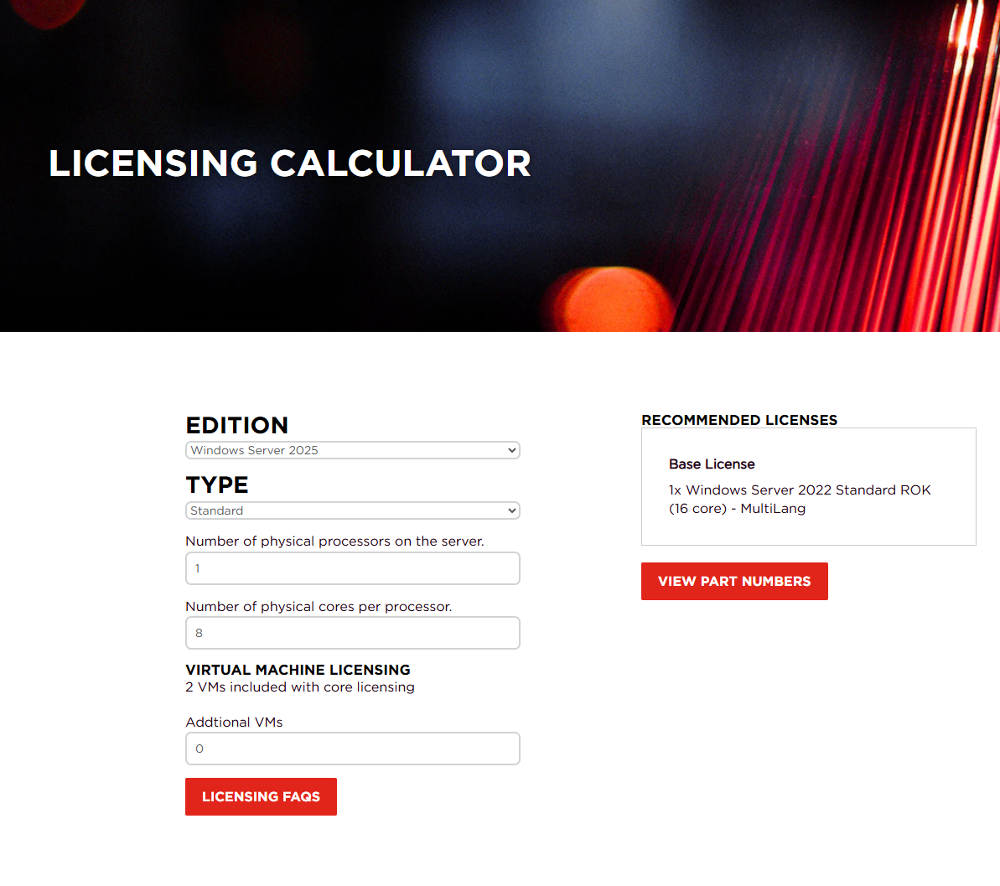 LICENSING CALCULATOR
EDITION
Windows Server 2025
TYPE
Standard
Number of physical processors on the server.
1
Number of physical cores per processor.
8
VIRTUAL MACHINE LICENSING
2 VMs included with core licensing
Addtional VMs
0
LICENSING FAQS
RECOMMENDED LICENSES
Base License
1x Windows Server 2022 Standard ROK
(16 core) - MultiLang
VIEW PART NUMBERS